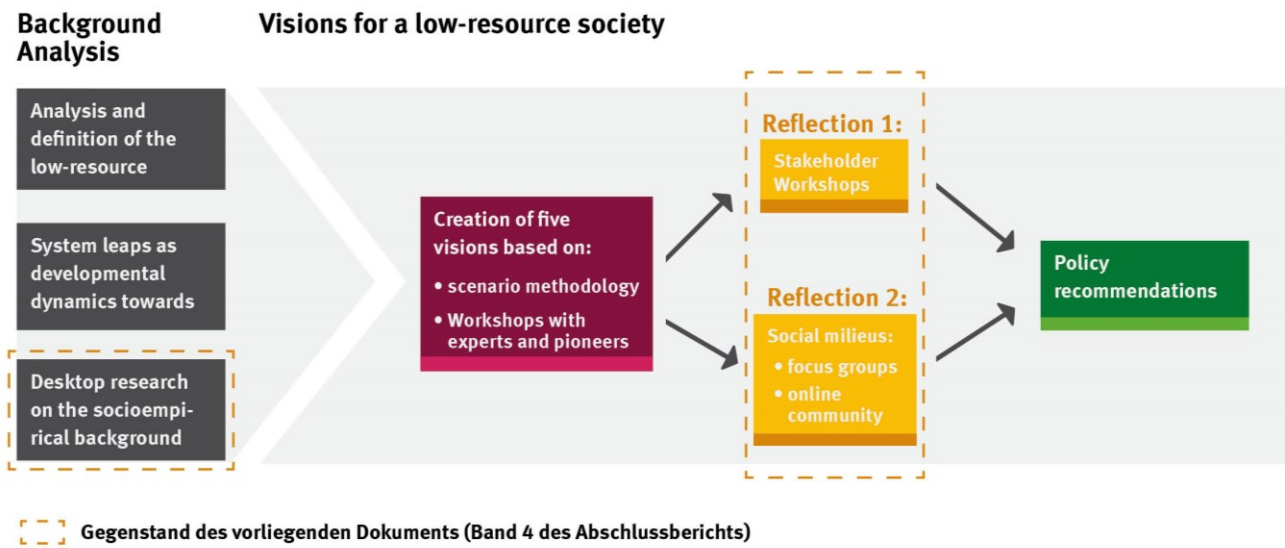 Background
Analysis
Visions for a low-resource society
Analysis and
definition of the
low-resource
System leaps as
developmental
dynamics towards
Desktop research
on the socioempi-
rical background
Creation of five
visions based on:
• scenario methodology
• Workshops with
experts and pioneers
Reflection 1:
Stakeholder
Workshops
Reflection 2:
Social milieus:
• focus groups
• online
community
Policy
recommendations
Gegenstand des vorliegenden Dokuments (Band 4 des Abschlussberichts)